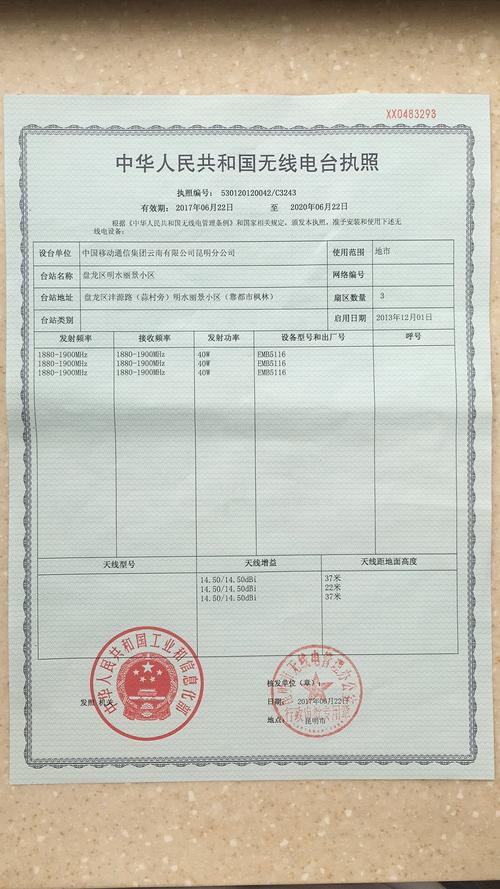 XX0483293
中华人民共和国无线电台执照
执照编号： 530120120042/C3243
有效期： 2017年06月22日 至 2020年06月22日
根据《中华人民共和国无线电管理条例》和国家相关规定，颁发本执照，准予安装和使用下述无
线电设备：
设台单位 中国移动通信集团云南有限公司昆明分公司 使用范围 地市
台站名称 盘龙区明水丽景小区 网络编号
台站地址 盘龙区沣源路（蒜村旁）明水丽景小区（靠都市枫林） 扇区数量 3
台站类别 启用日期 2013年12月01日
发射频率 接收频率 发射功率 设备型号和出厂号 呼号
1880-1900MHz 1880-1900MHz 40W EMB5116
1880-1900MHz 1880-1900MHz 40W EMB5116
1880-1900MHz 1880-1900MHz 40W EMB5116
天线型号 天线增益 天线距地面高度
14.50/14.50dBi 37米
14.50/14.50dBi 22米
14.50/14.50dBi 37米
中华人民共和国工业和信息化部
发照 机关
无线电管理办公
核发单位（章）：
日期： 2017年06月22日
地点： 昆明市